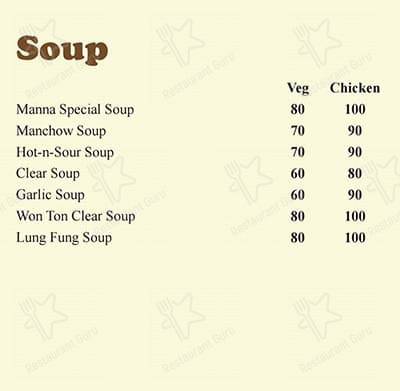 Soup
Veg Chicken
Manna Special Soup 80 100
Manchow Soup 70 90
Hot-n-Sour Soup 70 90
Clear Soup 60 80
Garlic Soup 60 90
Won Ton Clear Soup 80 100
Lung Fung Soup 80 100
Restaurant Guru